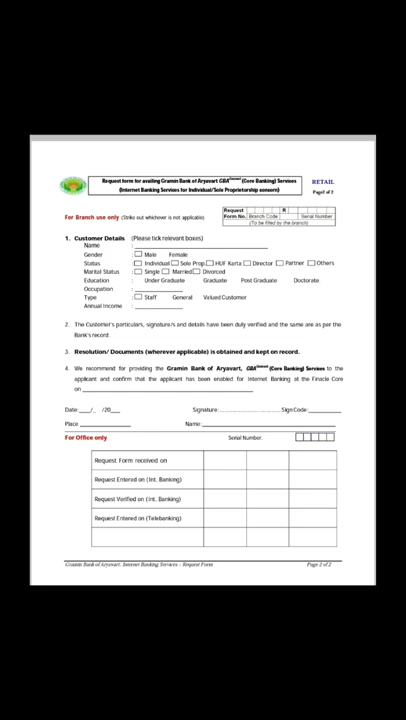 Request form for availing Gramin Bank of Aryavart GBA (Core Banking) Services
(Internet Banking Services for Individual/Sole Proprietorship concern)
RETAIL
Page2 of 2
Request Form No. R
Branch Code Serial Number
(To be filled by the branch)
For Branch use only (Strike out whichever is not applicable)
1. Customer Details (Please tick relevant boxes)
Name :
Gender : Male Female
Status : Individual Sole Prop. HUF Karta Director Partner Others
Marital Status : Single Married Divorced
Education : Under Graduate Graduate Post Graduate Doctorate
Occupation :
Type : Staff General Valued Customer
Annual Income :
2. The Customer's particulars, signature/s and details have been duly verified and the same are as per the
Bank's record.
3. Resolution/ Documents (wherever applicable) is obtained and kept on record.
4. We recommend for providing the Gramin Bank of Aryavart, GBA (Core Banking) Services to the
applicant and confirm that the applicant has been enabled for Internet Banking at the Finacle Core
on
Date:___/_ /20___ Signature:........................ Sign Code:
Place Name:
For Office only Serial Number.
Request Form received on
Request Entered on (Int. Banking)
Request Verified on (Int. Banking)
Request Entered on (Telebanking)
Gramin Bank of Aryavart. Internet Banking Services – Request Form Page 2 of 2